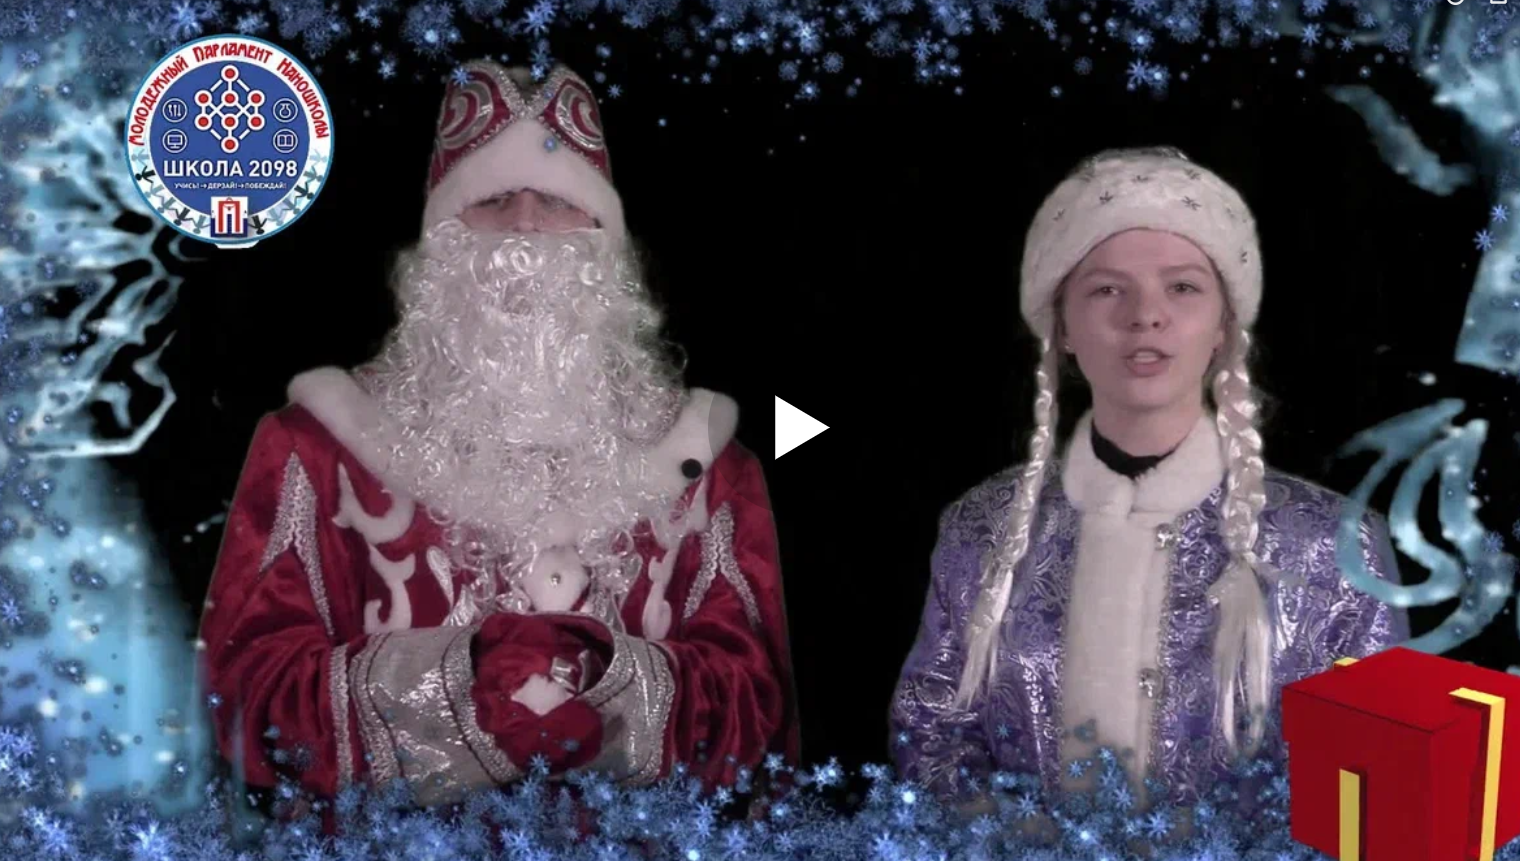 Молодежный Парламент Наношколы
ШКОЛА 2098
УЧИСЬ! → ДЕРЗАЙ! → ПОБЕЖДАЙ!
П